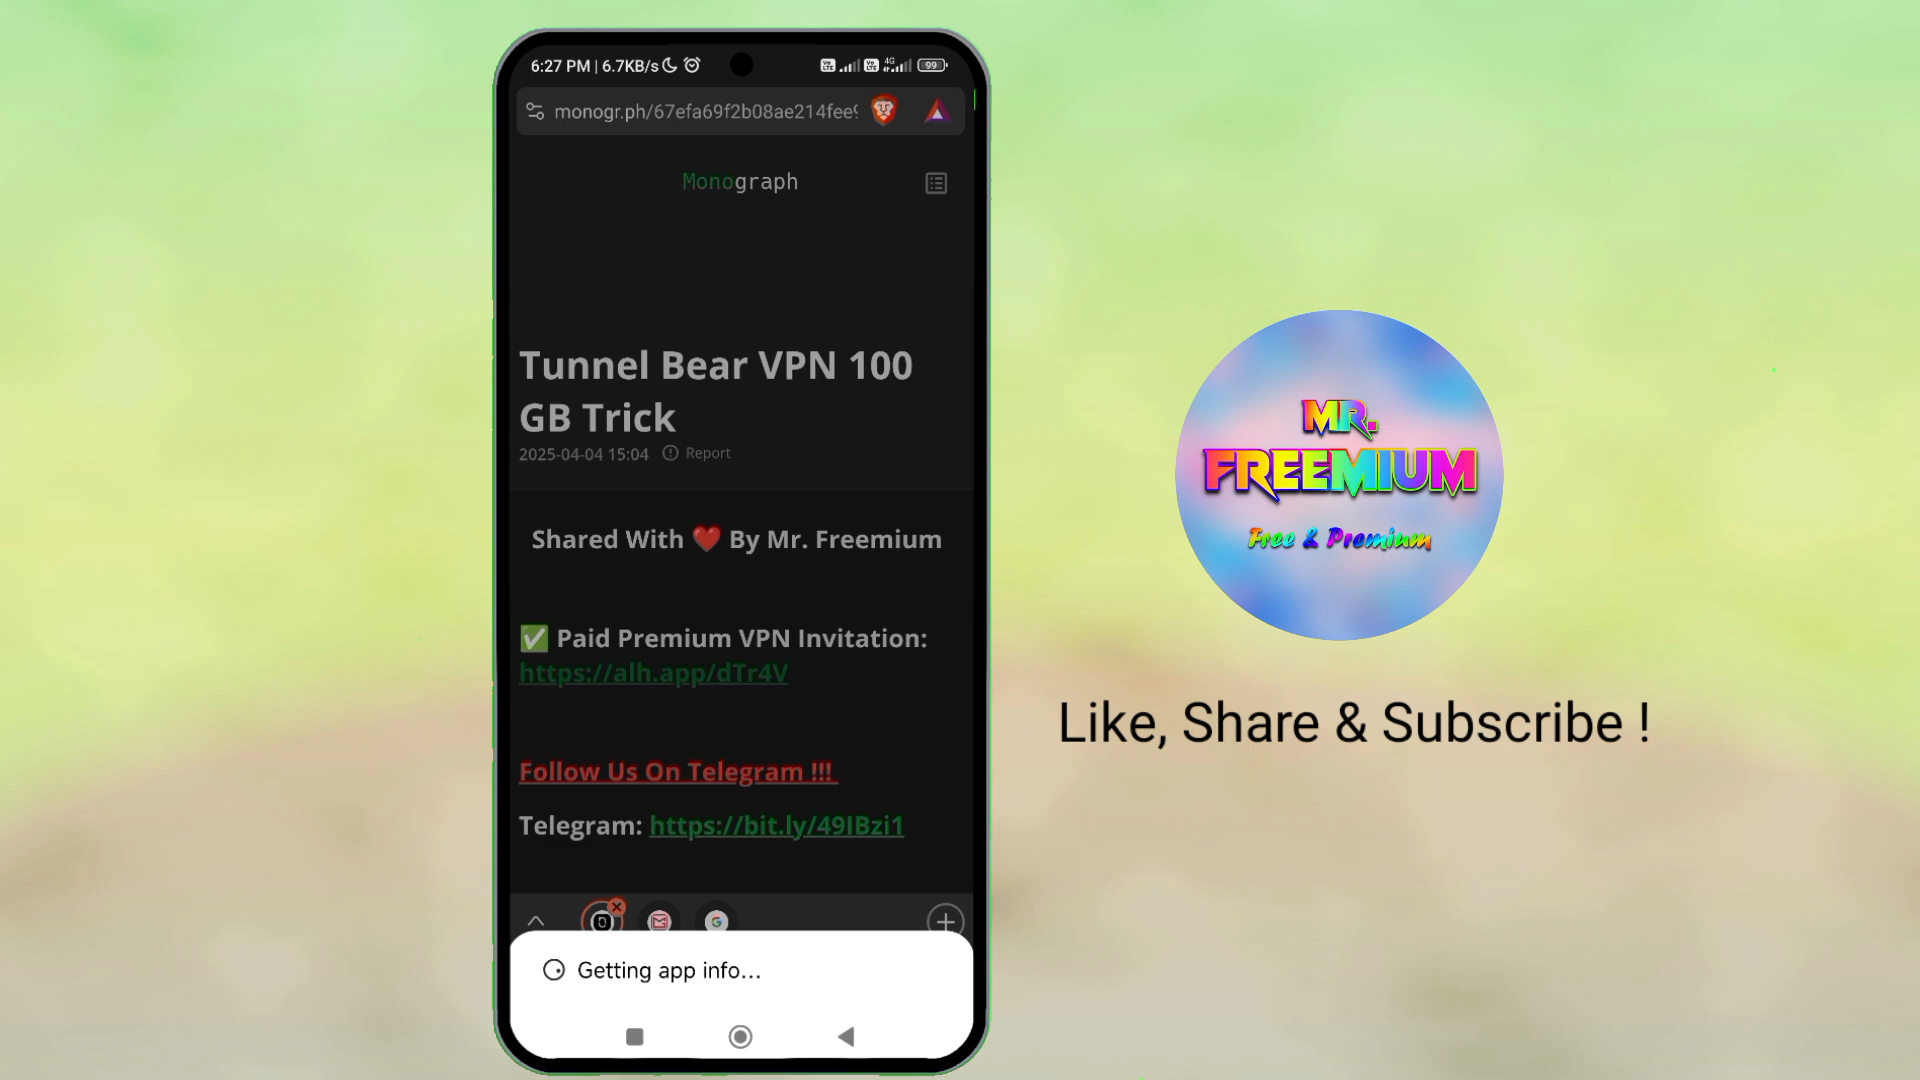 6:27 PM | 6.7KB/s
4G
99
monogr.ph/67efa69f2b08ae214fee9
Monograph
Tunnel Bear VPN 100
GB Trick
2025-04-04 15:04 Report
Shared With ❤️ By Mr. Freemium
✅ Paid Premium VPN Invitation:
https://alh.app/dTr4V
Follow Us On Telegram !!!
Telegram: https://bit.ly/49IBzi1
Getting app info...
MR.
FREEMIUM
Free & Premium
Like, Share & Subscribe !